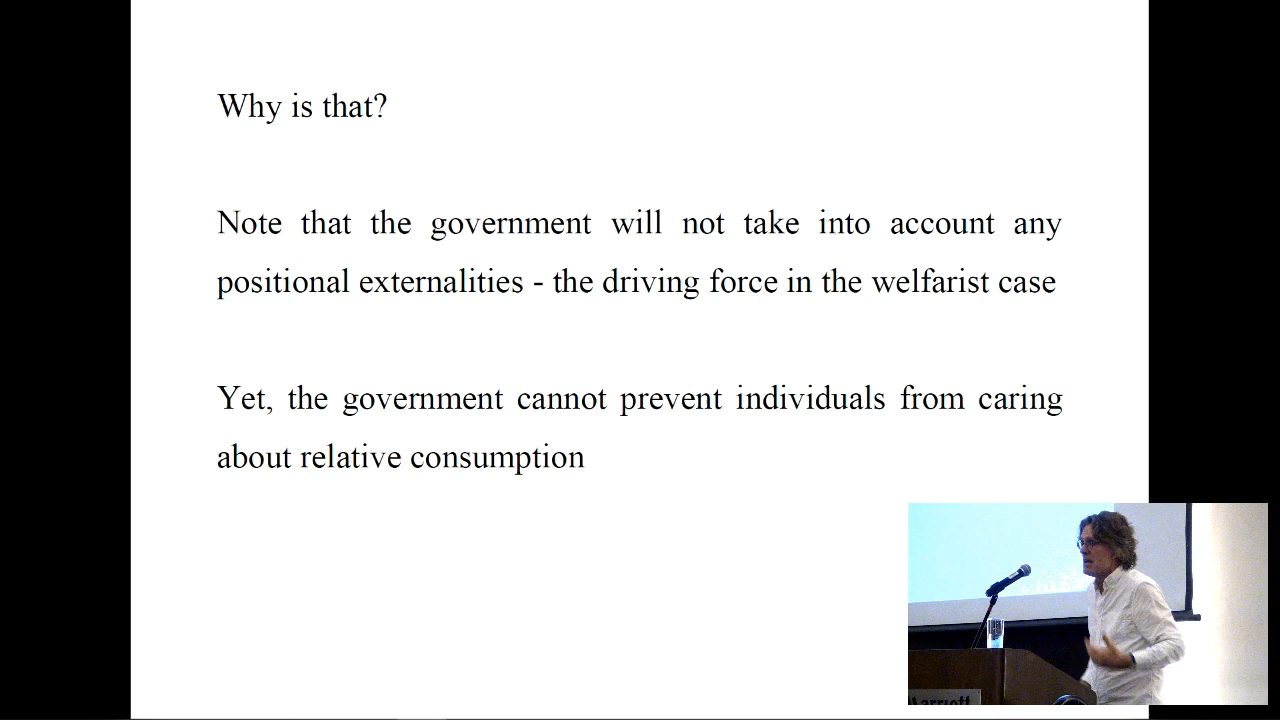 Why is that?
Note that the government will not take into account any
positional externalities - the driving force in the welfarist case
Yet, the government cannot prevent individuals from caring
about relative consumption
Marriott